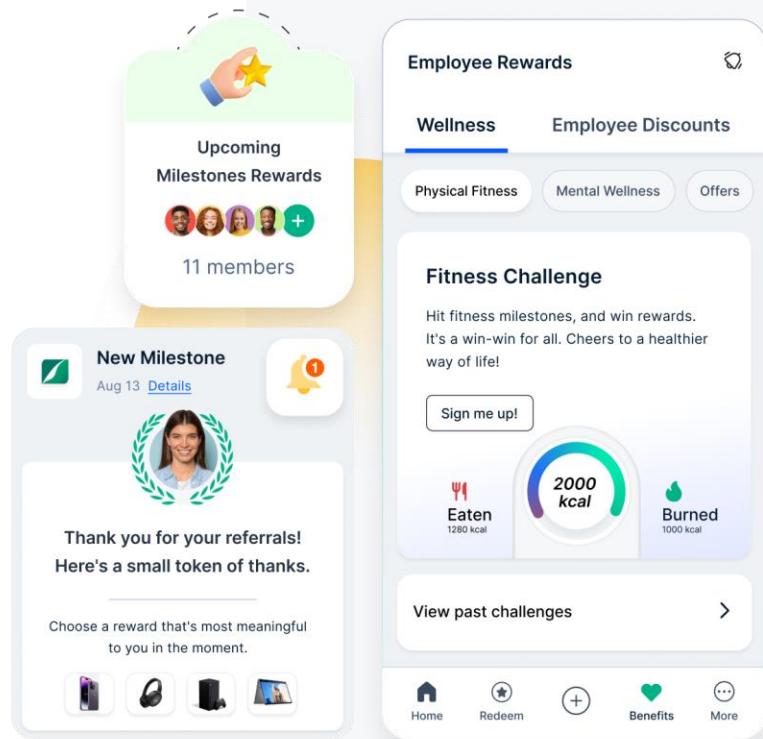 Upcoming
Milestones Rewards
+
11 members
New Milestone
Aug 13 Details
1
Thank you for your referrals!
Here's a small token of thanks.
Choose a reward that's most meaningful
to you in the moment.
Employee Rewards
Wellness Employee Discounts
Physical Fitness Mental Wellness Offers
Fitness Challenge
Hit fitness milestones, and win rewards.
It's a win-win for all. Cheers to a healthier
way of life!
Sign me up!
2000
kcal
Eaten
1280 kcal
Burned
1000 kcal
View past challenges
Home Redeem Benefits More